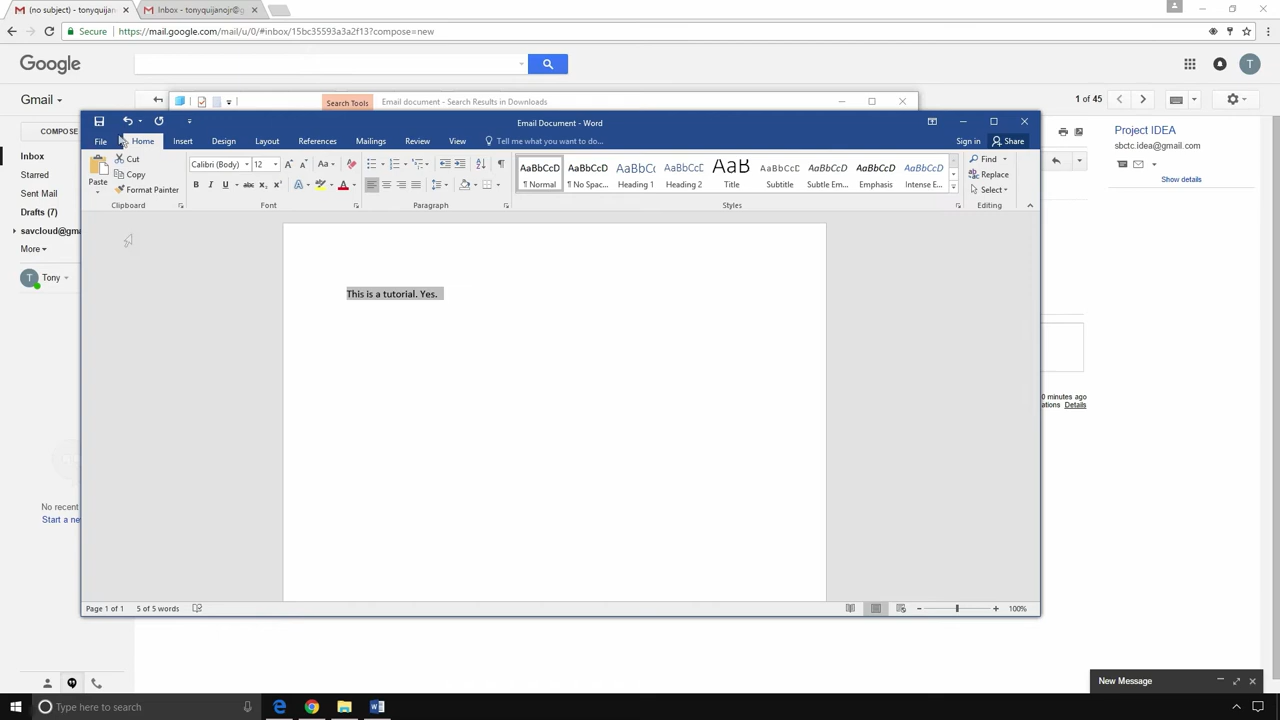 (no subject) - tonyquijan
Inbox - tonyquijanojr@g
Secure
https://mail.google.com/mail/u/0/#inbox/15bc35593a3a2f13?compose=new
Google
T
Gmail
1 of 45
Search Tools
Email document - Search Results in Downloads
Email Document - Word
COMPOSE
Project IDEA
sbctc.idea@gmail.com
Show details
File Home Insert Design Layout References Mailings Review View Tell me what you want to do... Sign in Share
Inbox
Starred
Sent Mail
Drafts (7)
savcloud@gma
More
T Tony
Paste
Cut
Copy
Format Painter
Clipboard
Calibri (Body) 12
Font
Paragraph
AaBbCcD AaBbCcD AaBbCc AaBbCcD AaB AaBbCcD AaBbCcD AaBbCcD AaBbCcD
¶ Normal ¶ No Spac... Heading 1 Heading 2 Title Subtitle Subtle Em... Emphasis Intense E...
Styles
Find
Replace
Select
Editing
This is a tutorial. Yes.
0 minutes ago
ations Details
No recent
Start a ne
Page 1 of 1 5 of 5 words
100%
New Message
Type here to search